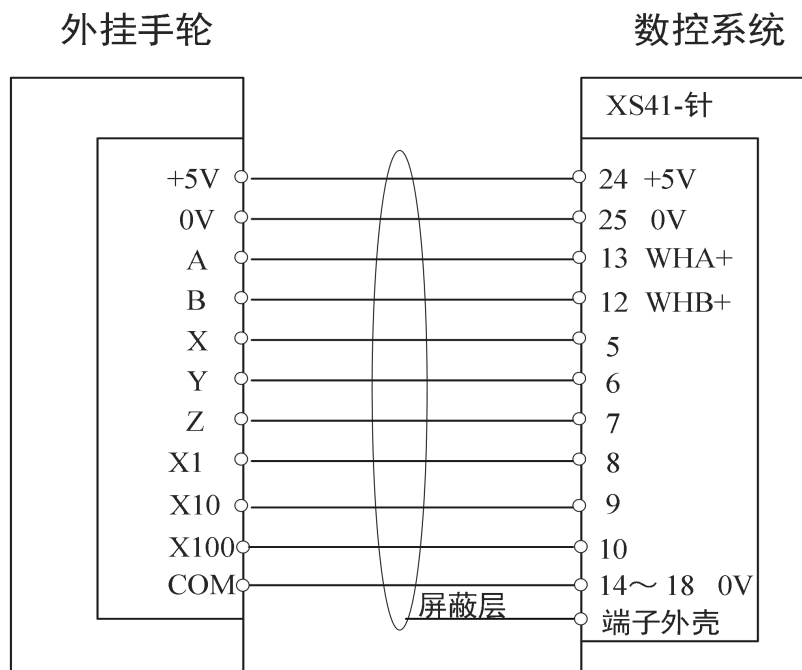 外挂手轮 数控系统
XS41-针
+5V 24 +5V
0V 25 0V
A 13 WHA+
B 12 WHB+
X 5
Y 6
Z 7
X1 8
X10 9
X100 10
COM 14～18 0V
屏蔽层 端子外壳